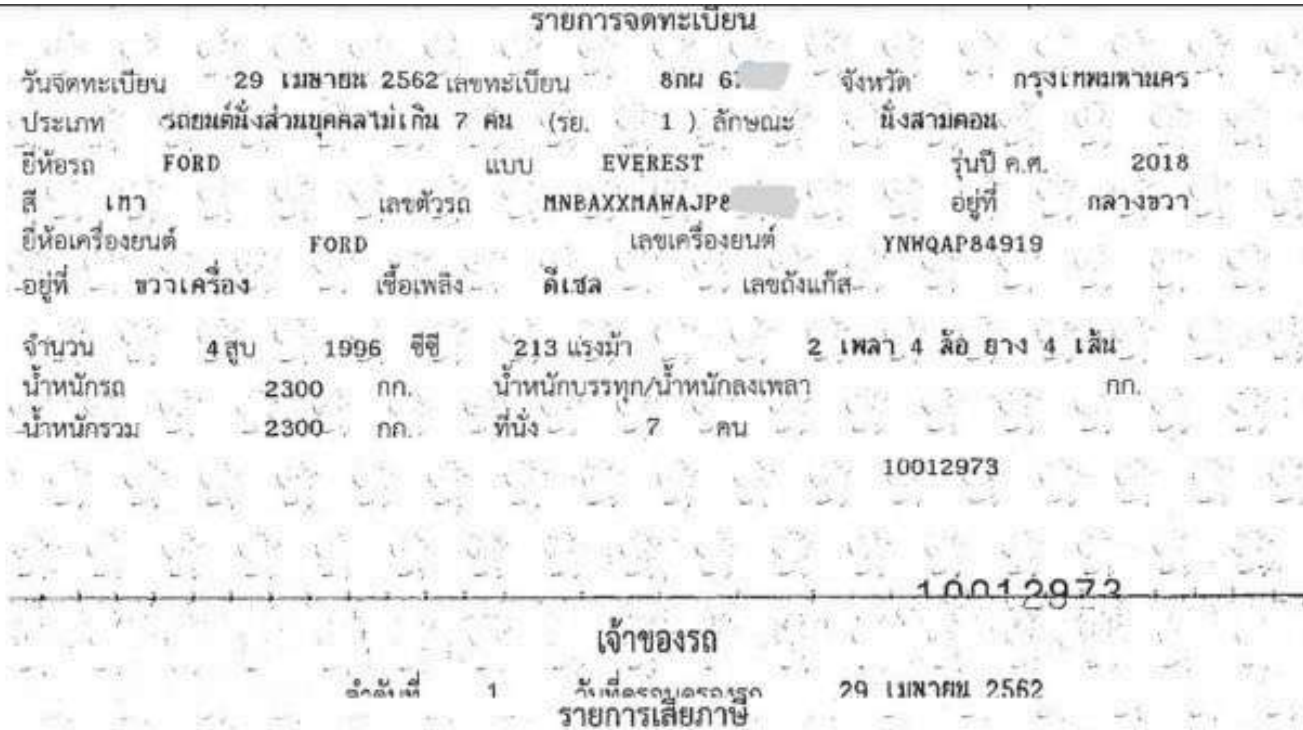 รายการจดทะเบียน
วันจดทะเบียน 29 เมษายน 2562 เลขทะเบียน 8กผ 6 จังหวัด กรุงเทพมหานคร
ประเภท รถยนต์นั่งส่วนบุคคลไม่เกิน 7 คน (รย. 1 ) ลักษณะ นั่งสามตอน
ยี่ห้อรถ FORD แบบ EVEREST รุ่นปี ค.ศ. 2018
สี เทา เลขตัวรถ MNBAXXMAWAJP8 อยู่ที่ กลางขวา
ยี่ห้อเครื่องยนต์ FORD เลขเครื่องยนต์ YNWQAP84919
อยู่ที่ ขวาเครื่อง เชื้อเพลิง ดีเซล เลขถังแก๊ส
จำนวน 4 สูบ 1996 ซีซี 213 แรงม้า 2 เพลา 4 ล้อ ยาง 4 เส้น
น้ำหนักรถ 2300 กก. น้ำหนักบรรทุก/น้ำหนักลงเพลา กก.
น้ำหนักรวม 2300 กก. ที่นั่ง 7 คน
10012973
10012973
เจ้าของรถ
ลำดับที่ 1 วันที่ครอบครองรถ 29 เมษายน 2562
รายการเสียภาษี